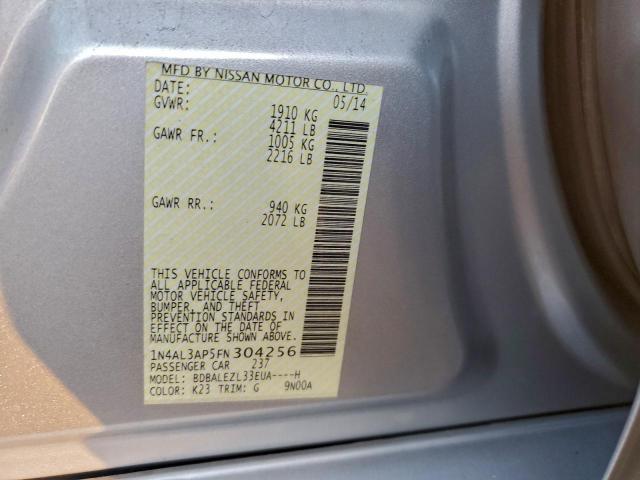 MFD BY NISSAN MOTOR CO., LTD.
DATE: 05/14
GVWR: 1910 KG
4211 LB
GAWR FR.: 1005 KG
2216 LB
GAWR RR.: 940 KG
2072 LB
THIS VEHICLE CONFORMS TO
ALL APPLICABLE FEDERAL
MOTOR VEHICLE SAFETY,
BUMPER, AND THEFT
PREVENTION STANDARDS IN
EFFECT ON THE DATE OF
MANUFACTURE SHOWN ABOVE.
1N4AL3AP5FN304256
PASSENGER CAR 237
MODEL: BDBALEZL33EUA----H
COLOR: K23 TRIM: G 9N00A